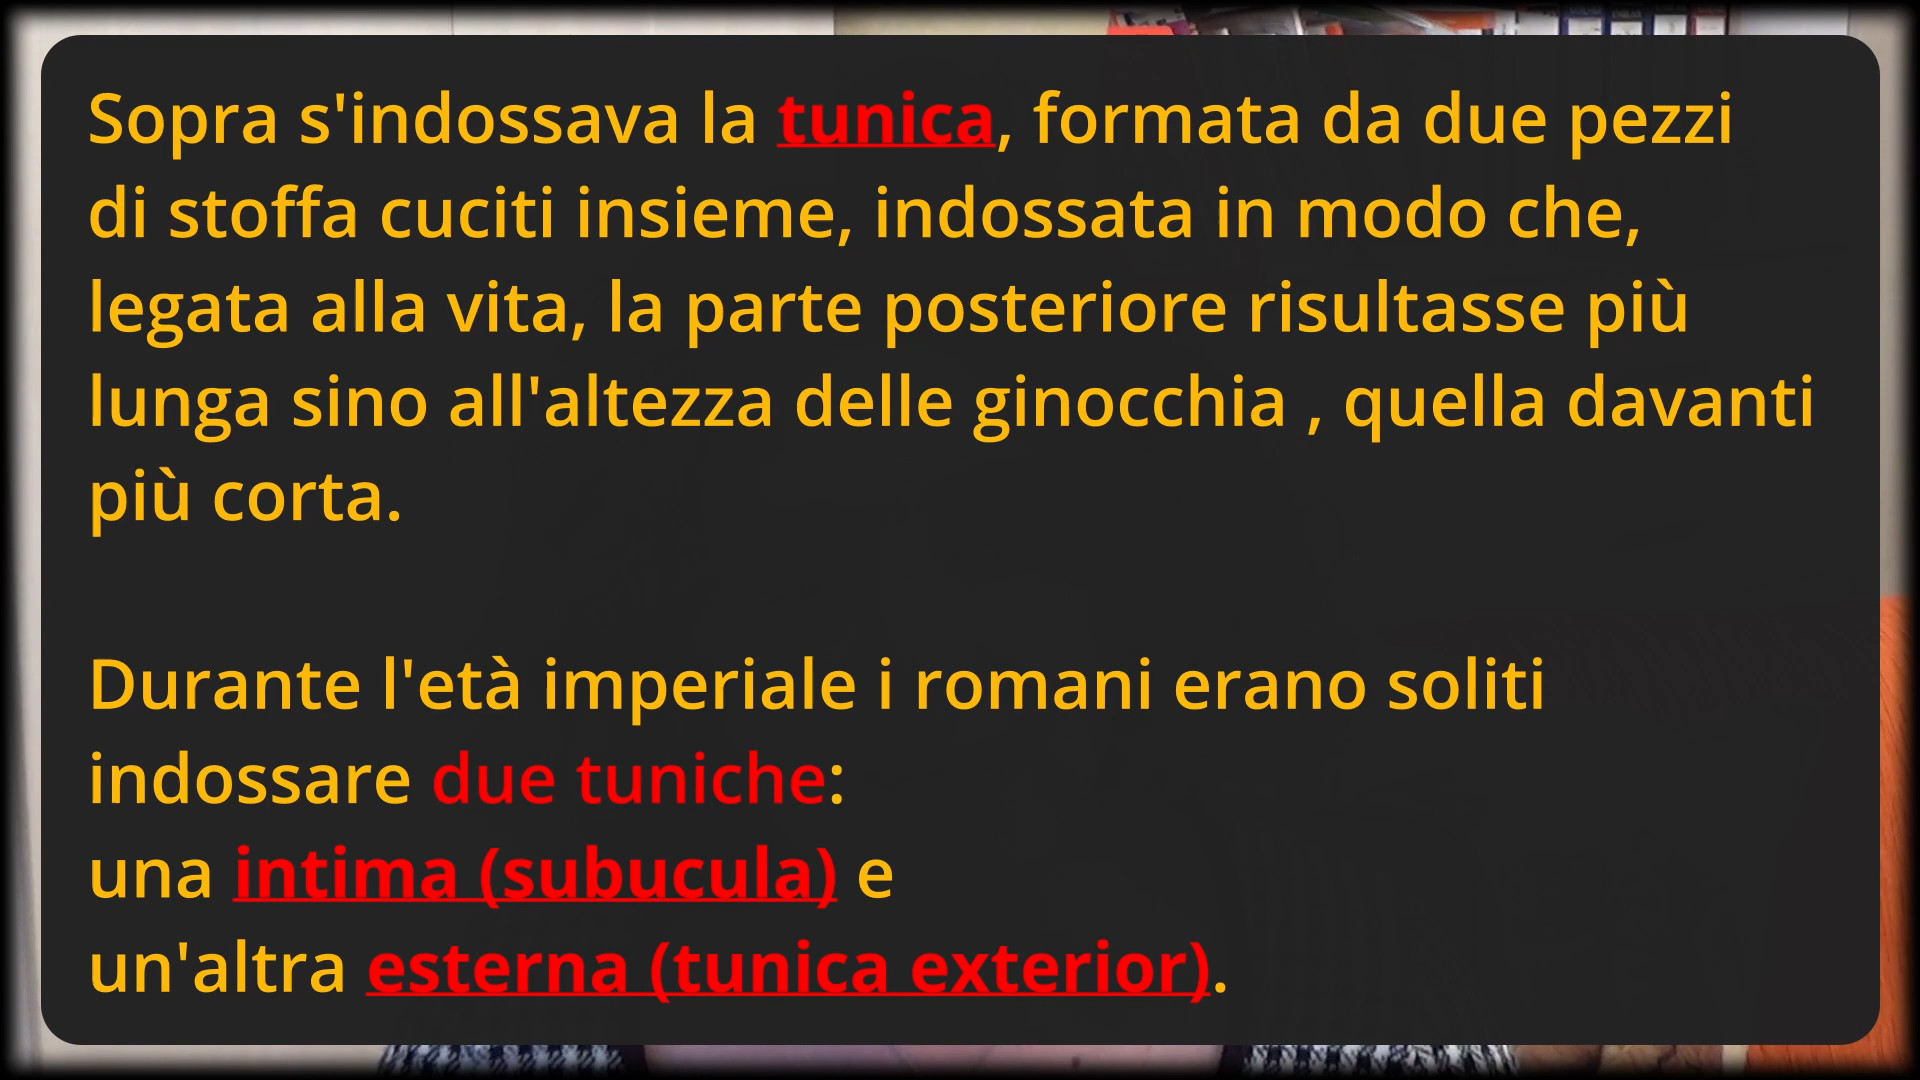 Sopra s'indossava la tunica, formata da due pezzi
di stoffa cuciti insieme, indossata in modo che,
legata alla vita, la parte posteriore risultasse più
lunga sino all'altezza delle ginocchia , quella davanti
più corta.
Durante l'età imperiale i romani erano soliti
indossare due tuniche:
una intima (subucula) e
un'altra esterna (tunica exterior).